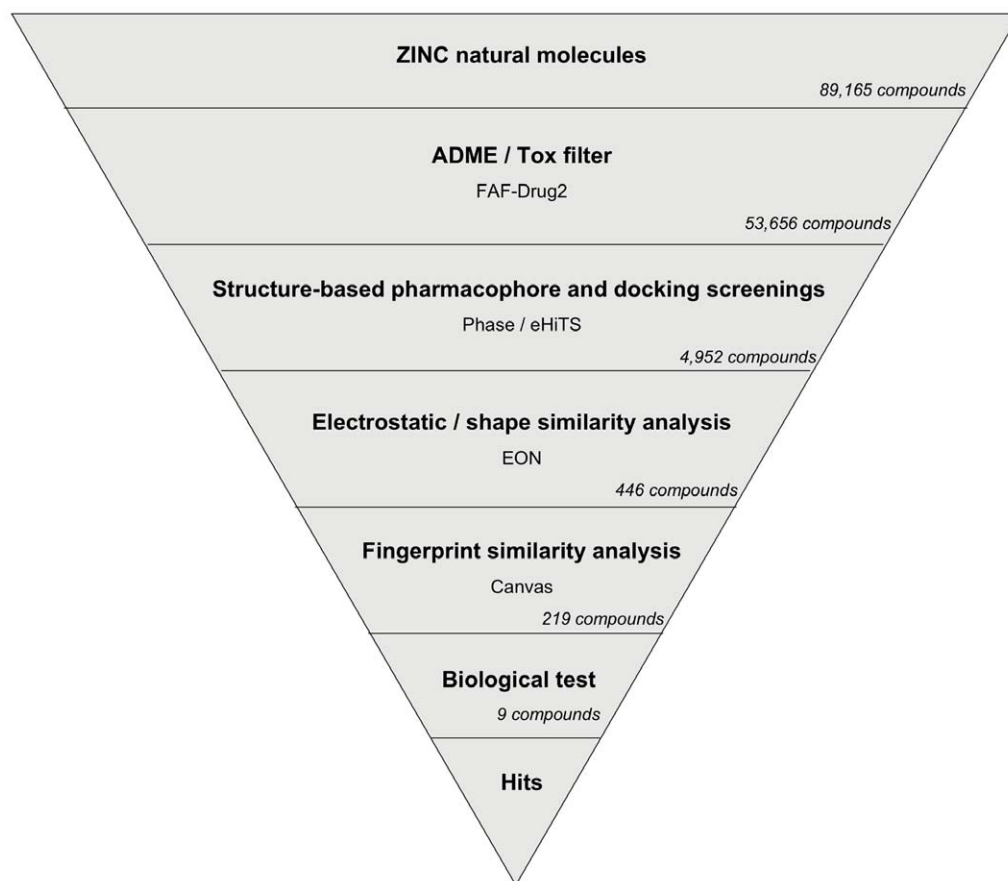 ZINC natural molecules
89,165 compounds
ADME / Tox filter
FAF-Drug2
53,656 compounds
Structure-based pharmacophore and docking screenings
Phase / eHiTS
4,952 compounds
Electrostatic / shape similarity analysis
EON
446 compounds
Fingerprint similarity analysis
Canvas
219 compounds
Biological test
9 compounds
Hits